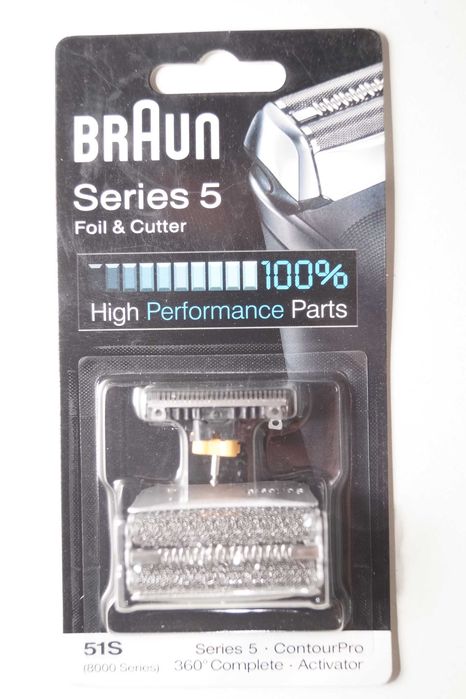 BRAUN
Series 5
Foil & Cutter
100%
High Performance Parts
51S
(8000 Series)
Series 5 · ContourPro
360° Complete · Activator